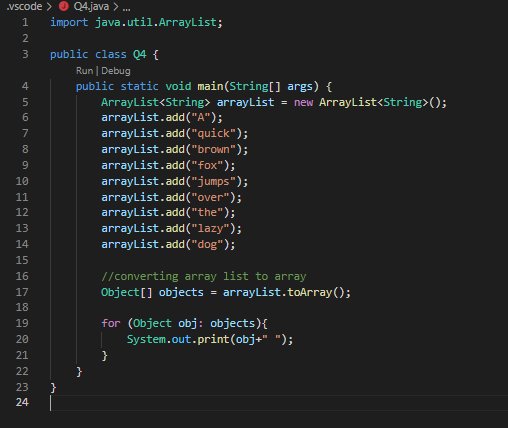 .vscode > J Q4.java > ...
1 import java.util.ArrayList;
2
3 public class Q4 {
Run | Debug
4 public static void main(String[] args) {
5 ArrayList<String> arrayList = new ArrayList<String>();
6 arrayList.add("A");
7 arrayList.add("quick");
8 arrayList.add("brown");
9 arrayList.add("fox");
10 arrayList.add("jumps");
11 arrayList.add("over");
12 arrayList.add("the");
13 arrayList.add("lazy");
14 arrayList.add("dog");
15
16 //converting array list to array
17 Object[] objects = arrayList.toArray();
18
19 for (Object obj: objects){
20 System.out.print(obj+" ");
21 }
22 }
23 }
24